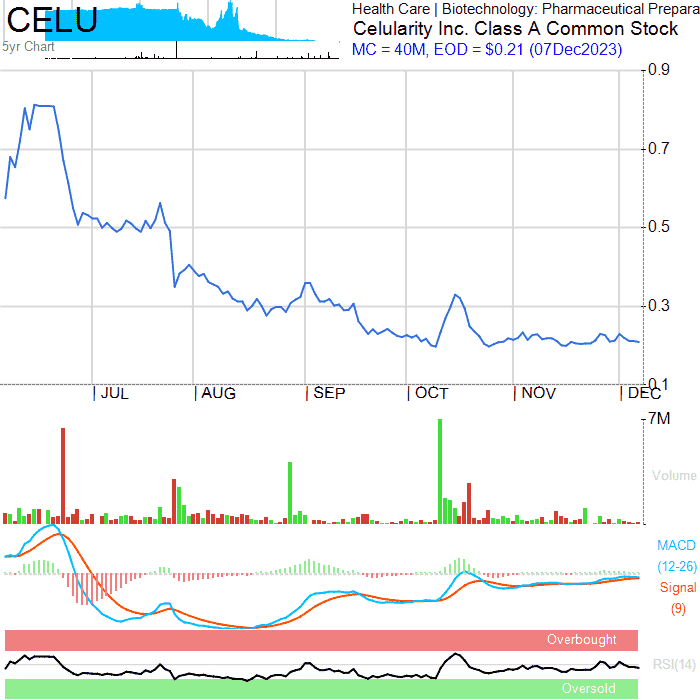 CELU
5yr Chart
Health Care | Biotechnology: Pharmaceutical Prepara
Celularity Inc. Class A Common Stock
MC = 40M, EOD = $0.21 (07Dec2023)
0.9
0.7
0.5
0.3
0.1
JUL AUG SEP OCT NOV DEC
7M
Volume
MACD
(12-26)
Signal
(9)
Overbought
RSI(14)
Oversold